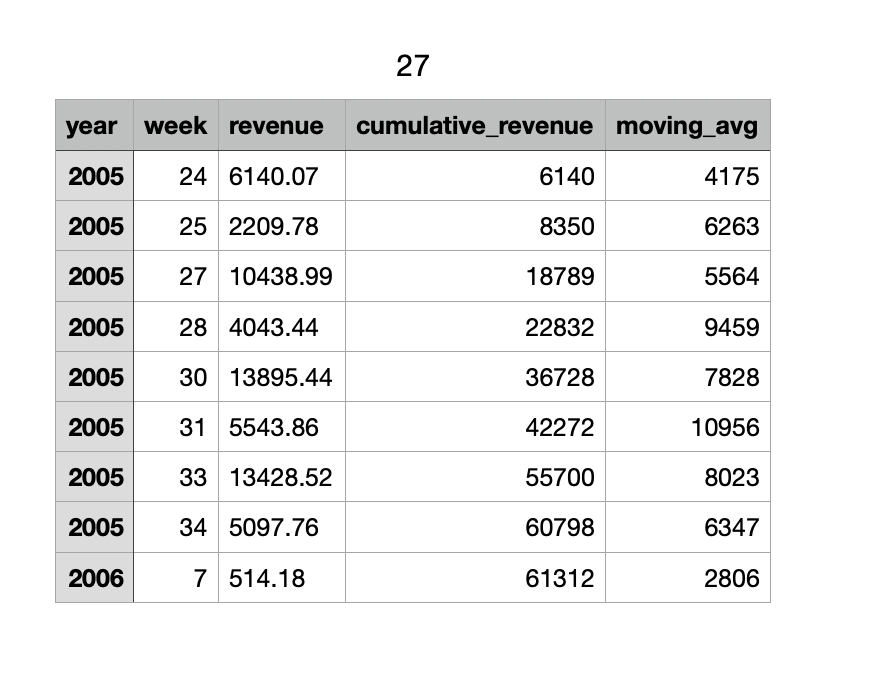 27
year week revenue cumulative_revenue moving_avg
2005 24 6140.07 6140 4175
2005 25 2209.78 8350 6263
2005 27 10438.99 18789 5564
2005 28 4043.44 22832 9459
2005 30 13895.44 36728 7828
2005 31 5543.86 42272 10956
2005 33 13428.52 55700 8023
2005 34 5097.76 60798 6347
2006 7 514.18 61312 2806